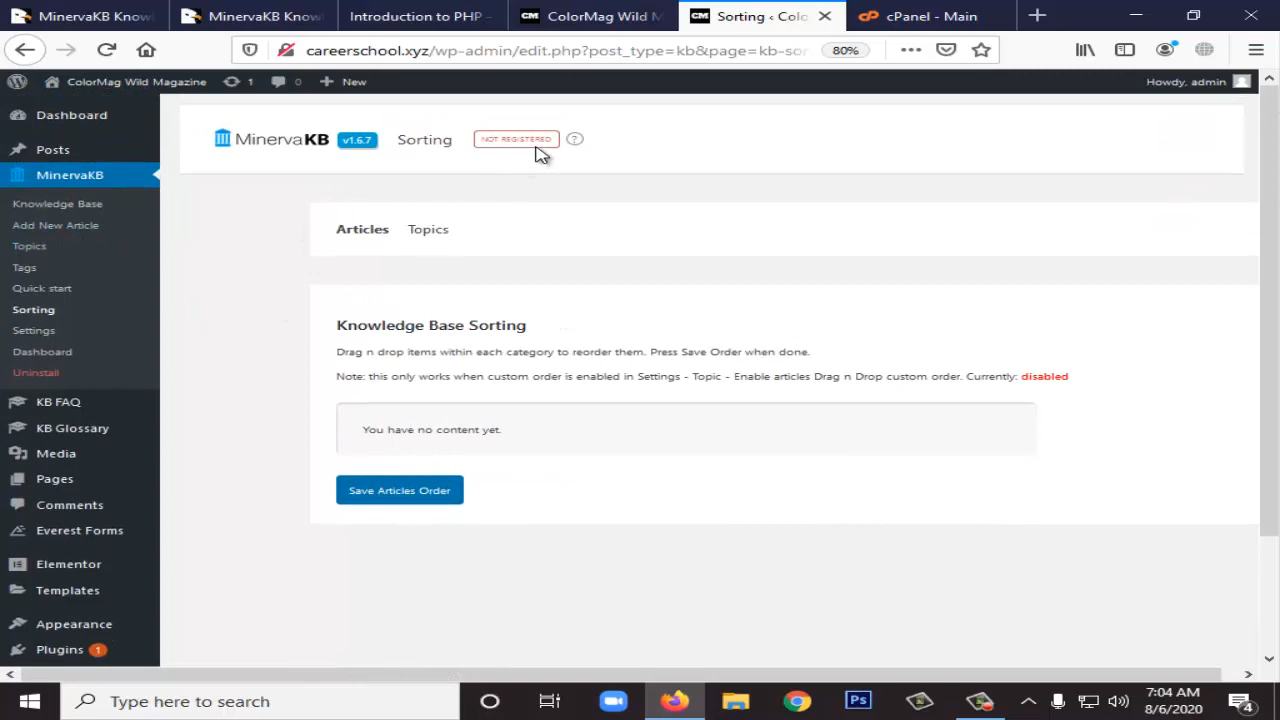 MinervaKB Knowl
MinervaKB Knowl
Introduction to PHP -
ColorMag Wild M
Sorting ‹ Colo
cPanel - Main
careerschool.xyz/wp-admin/edit.php?post_type=kb&page=kb-sor
80%
ColorMag Wild Magazine
1
0
New
Howdy, admin
Dashboard
Posts
MinervaKB
Knowledge Base
Add New Article
Topics
Tags
Quick start
Sorting
Settings
Dashboard
Uninstall
KB FAQ
KB Glossary
Media
Pages
Comments
Everest Forms
Elementor
Templates
Appearance
Plugins 1
MinervaKB v1.6.7 Sorting NOT REGISTERED ?
Articles Topics
Knowledge Base Sorting
Drag n drop items within each category to reorder them. Press Save Order when done.
Note: this only works when custom order is enabled in Settings - Topic - Enable articles Drag n Drop custom order. Currently: disabled
You have no content yet.
Save Articles Order
Type here to search
Ps
7:04 AM
8/6/2020
4